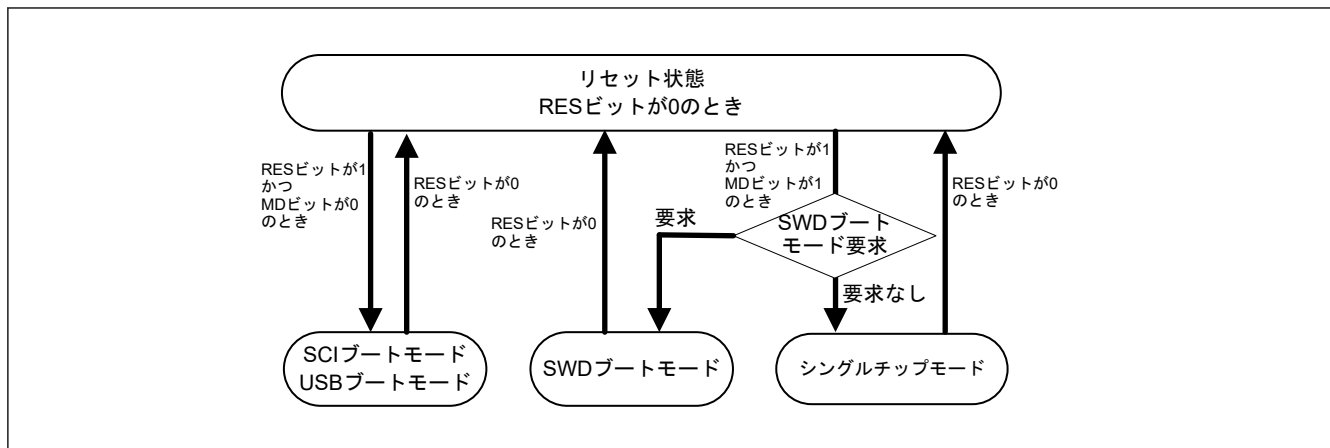 リセット状態
RESビットが0のとき
RESビットが1
かつ
MDビットが0
のとき
RESビットが0
のとき
RESビットが0
のとき
RESビットが1
かつ
MDビットが1
のとき
RESビットが0
のとき
要求
SWDブート
モード要求
要求なし
SCIブートモード
USBブートモード
SWDブートモード
シングルチップモード